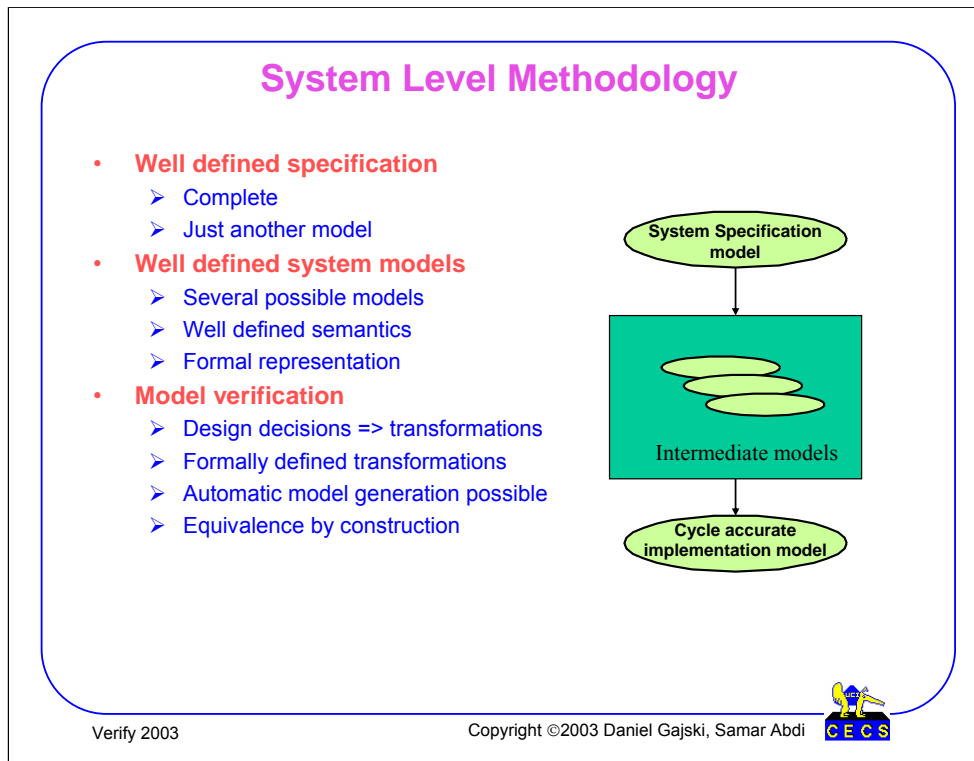 System Level Methodology
• Well defined specification
➢ Complete
➢ Just another model
• Well defined system models
➢ Several possible models
➢ Well defined semantics
➢ Formal representation
• Model verification
➢ Design decisions => transformations
➢ Formally defined transformations
➢ Automatic model generation possible
➢ Equivalence by construction
System Specification
model
Intermediate models
Cycle accurate
implementation model
Verify 2003
Copyright ©2003 Daniel Gajski, Samar Abdi
UCI
CECS